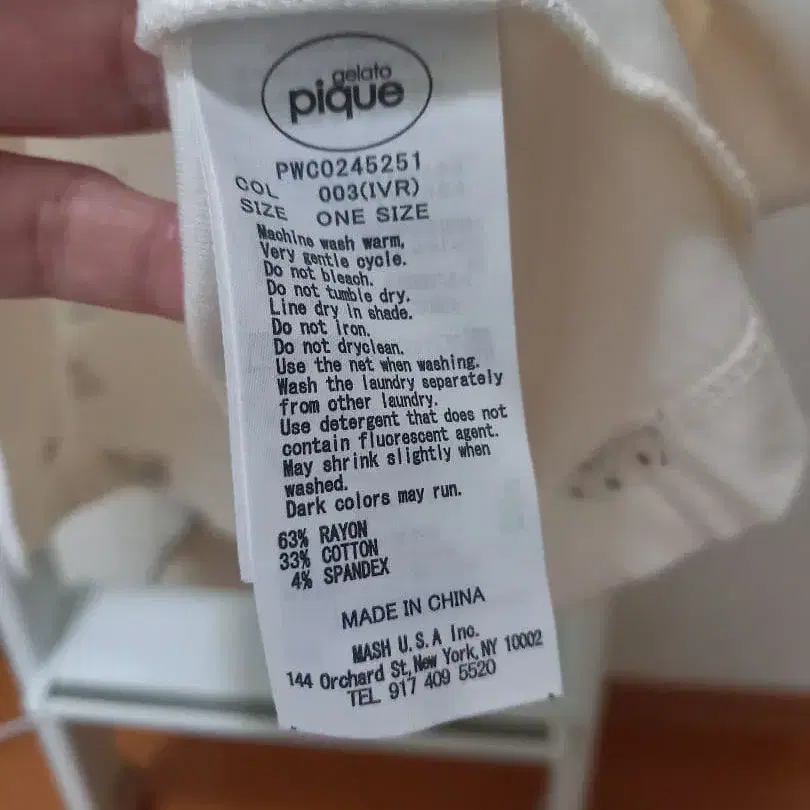 gelato
pique
PWC0245251
COL 003(IVR)
SIZE ONE SIZE
Machine wash warm,
Very gentle cycle.
Do not bleach.
Do not tumble dry.
Line dry in shade.
Do not iron.
Do not dryclean.
Use the net when washing.
Wash the laundry separately
from other laundry.
Use detergent that does not
contain fluorescent agent.
May shrink slightly when
washed.
Dark colors may run.
63% RAYON
33% COTTON
4% SPANDEX
MADE IN CHINA
MASH U.S.A Inc.
144 Orchard St, New York, NY 10002
TEL 917 409 5520